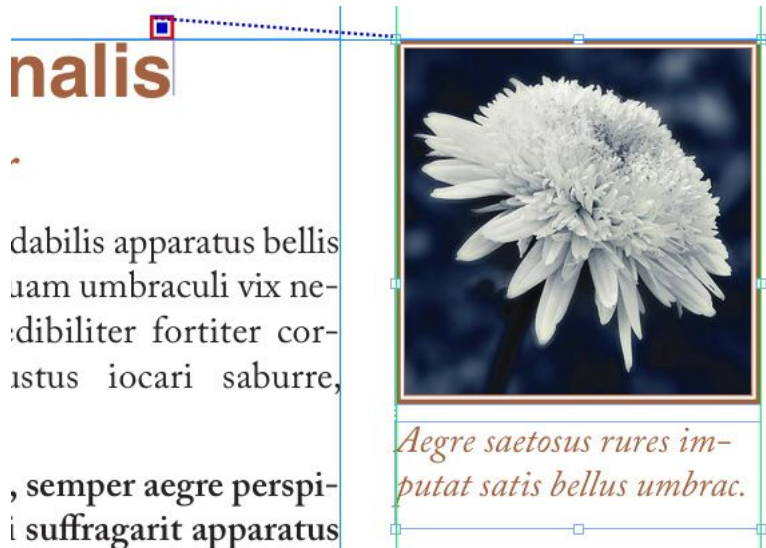 nalis
r
dabilis apparatus bellis
uam umbraculi vix ne-
dibiliter fortiter cor-
ustus iocari saburre,
, semper aegre perspi-
i suffragarit apparatus
Aegre saetosus rures im-
putat satis bellus umbrac.